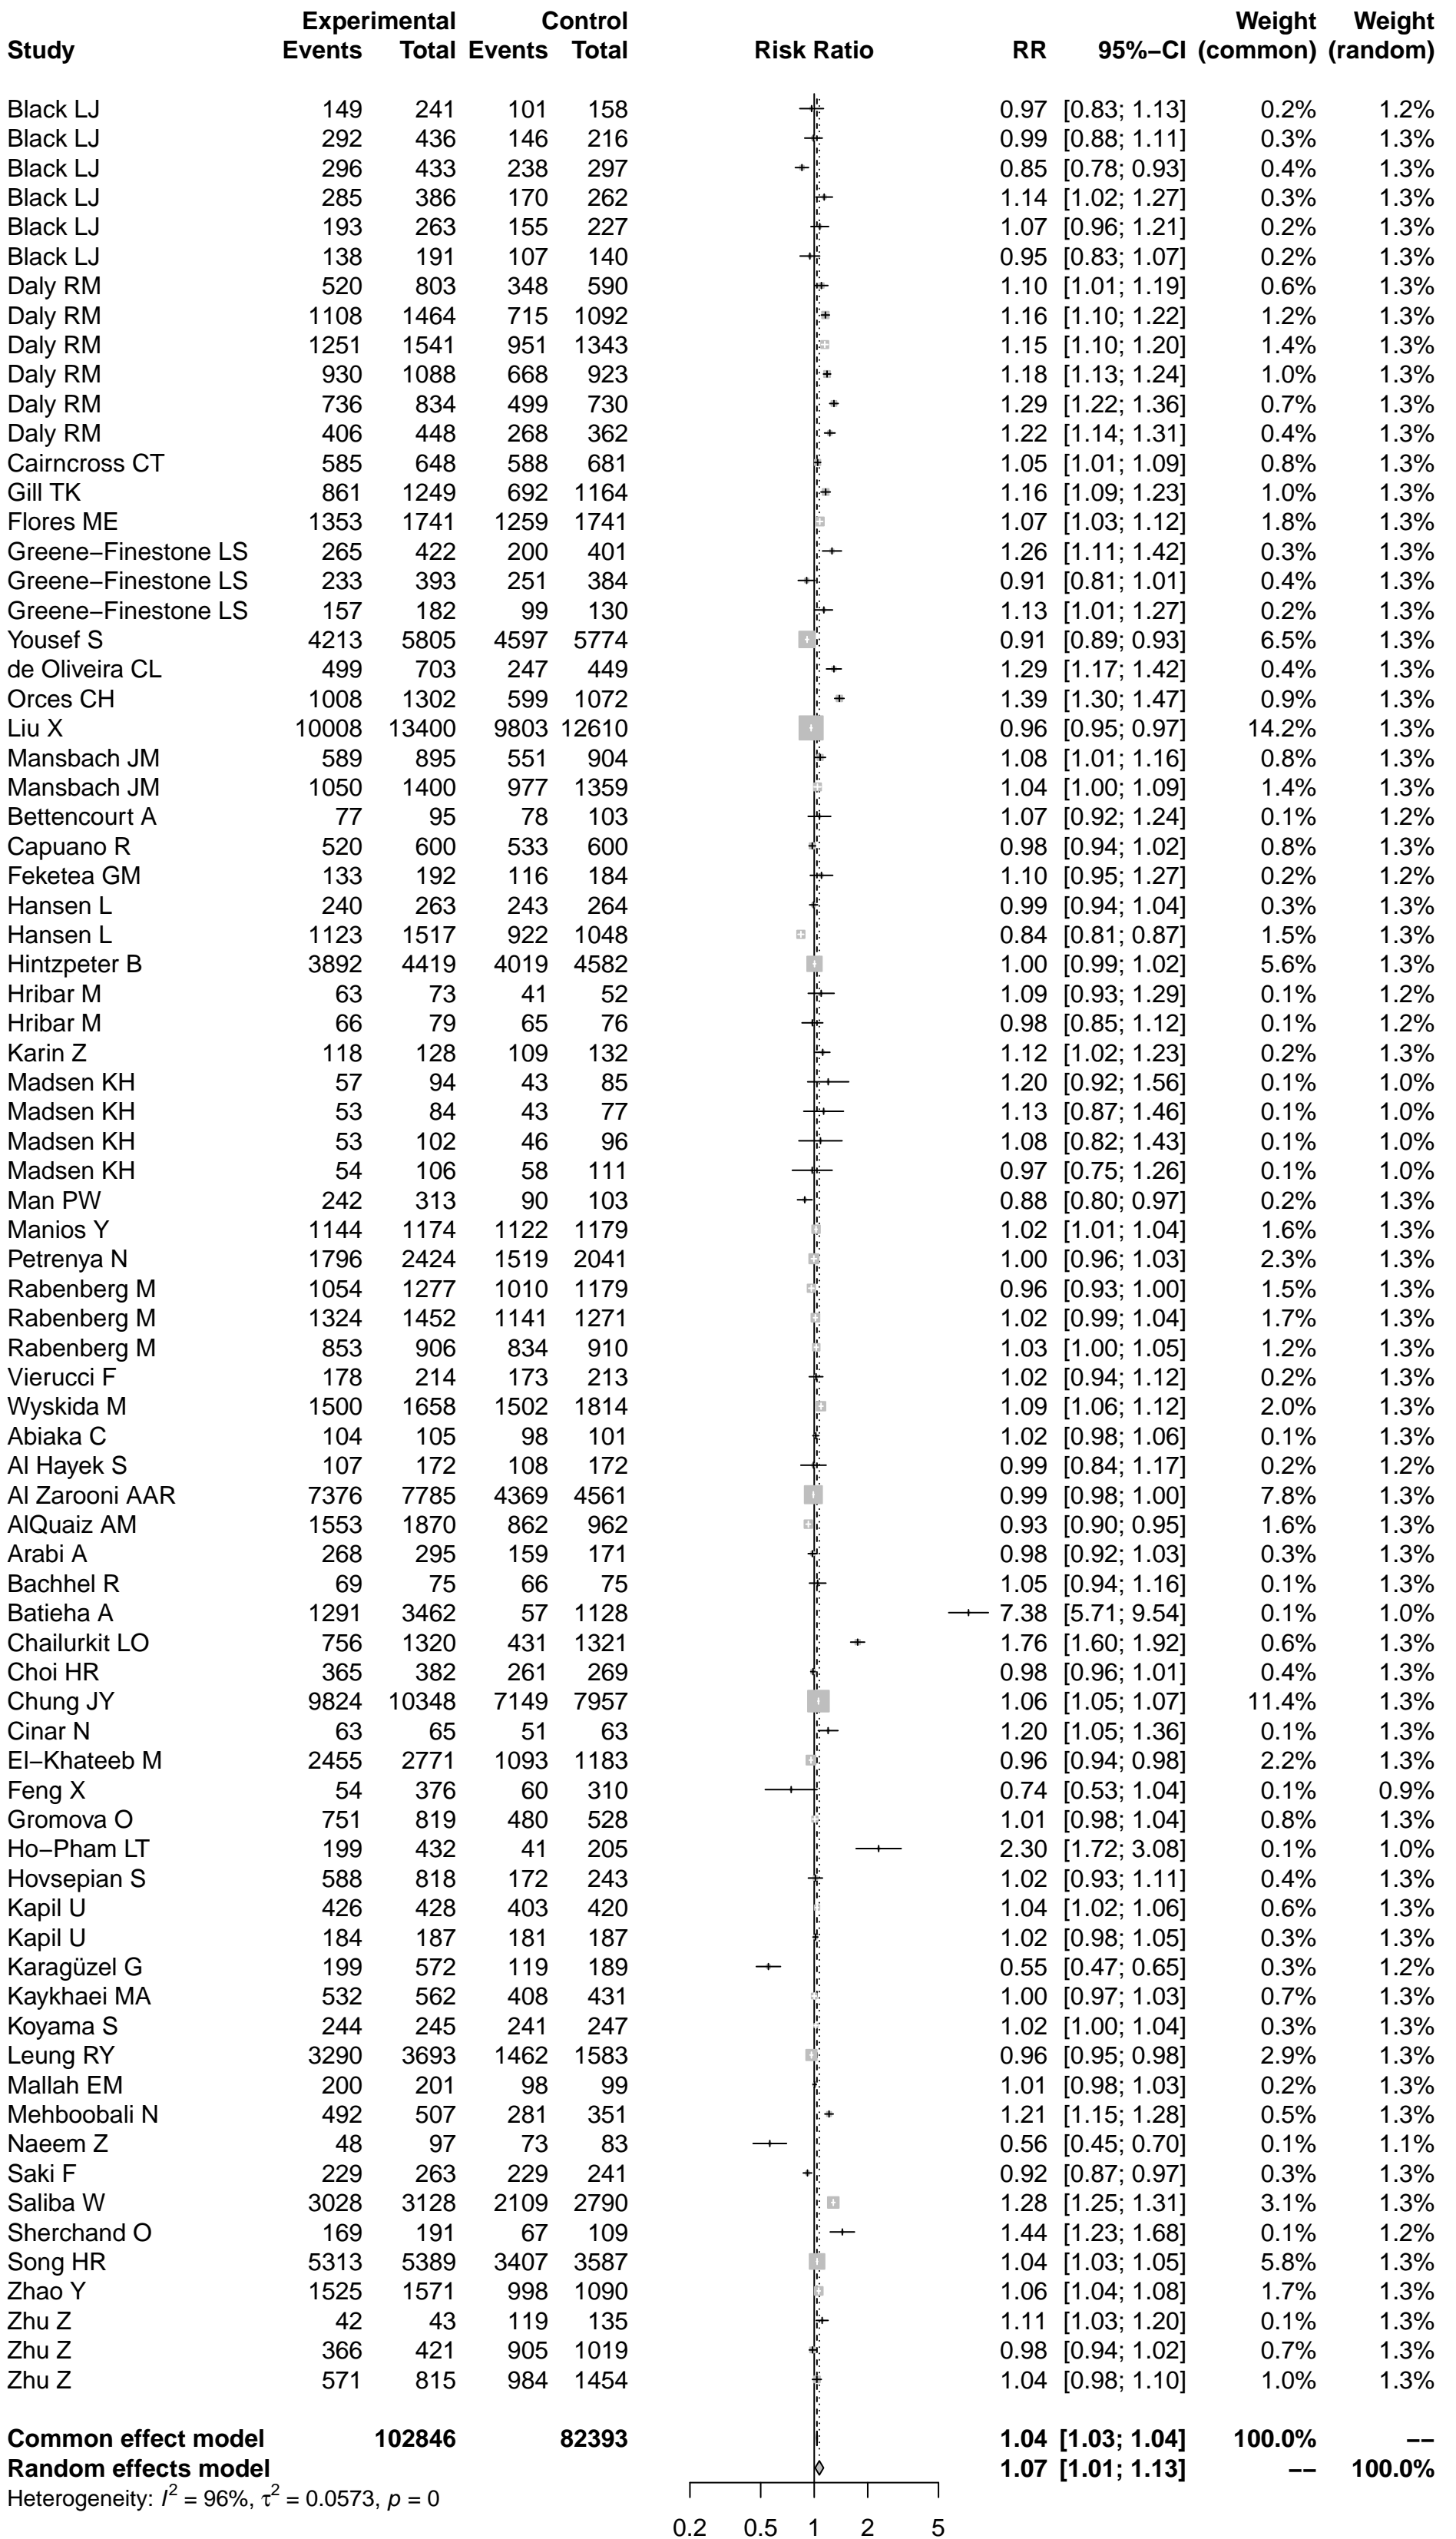 Experimental Control Weight Weight
Study Events Total Events Total Risk Ratio RR 95%−CI (common) (random)
Black LJ 149 241 101 158 0.97 [0.83; 1.13] 0.2% 1.2%
Black LJ 292 436 146 216 0.99 [0.88; 1.11] 0.3% 1.3%
Black LJ 296 433 238 297 0.85 [0.78; 0.93] 0.4% 1.3%
Black LJ 285 386 170 262 1.14 [1.02; 1.27] 0.3% 1.3%
Black LJ 193 263 155 227 1.07 [0.96; 1.21] 0.2% 1.3%
Black LJ 138 191 107 140 0.95 [0.83; 1.07] 0.2% 1.3%
Daly RM 520 803 348 590 1.10 [1.01; 1.19] 0.6% 1.3%
Daly RM 1108 1464 715 1092 1.16 [1.10; 1.22] 1.2% 1.3%
Daly RM 1251 1541 951 1343 1.15 [1.10; 1.20] 1.4% 1.3%
Daly RM 930 1088 668 923 1.18 [1.13; 1.24] 1.0% 1.3%
Daly RM 736 834 499 730 1.29 [1.22; 1.36] 0.7% 1.3%
Daly RM 406 448 268 362 1.22 [1.14; 1.31] 0.4% 1.3%
Cairncross CT 585 648 588 681 1.05 [1.01; 1.09] 0.8% 1.3%
Gill TK 861 1249 692 1164 1.16 [1.09; 1.23] 1.0% 1.3%
Flores ME 1353 1741 1259 1741 1.07 [1.03; 1.12] 1.8% 1.3%
Greene−Finestone LS 265 422 200 401 1.26 [1.11; 1.42] 0.3% 1.3%
Greene−Finestone LS 233 393 251 384 0.91 [0.81; 1.01] 0.4% 1.3%
Greene−Finestone LS 157 182 99 130 1.13 [1.01; 1.27] 0.2% 1.3%
Yousef S 4213 5805 4597 5774 0.91 [0.89; 0.93] 6.5% 1.3%
de Oliveira CL 499 703 247 449 1.29 [1.17; 1.42] 0.4% 1.3%
Orces CH 1008 1302 599 1072 1.39 [1.30; 1.47] 0.9% 1.3%
Liu X 10008 13400 9803 12610 0.96 [0.95; 0.97] 14.2% 1.3%
Mansbach JM 589 895 551 904 1.08 [1.01; 1.16] 0.8% 1.3%
Mansbach JM 1050 1400 977 1359 1.04 [1.00; 1.09] 1.4% 1.3%
Bettencourt A 77 95 78 103 1.07 [0.92; 1.24] 0.1% 1.2%
Capuano R 520 600 533 600 0.98 [0.94; 1.02] 0.8% 1.3%
Feketea GM 133 192 116 184 1.10 [0.95; 1.27] 0.2% 1.2%
Hansen L 240 263 243 264 0.99 [0.94; 1.04] 0.3% 1.3%
Hansen L 1123 1517 922 1048 0.84 [0.81; 0.87] 1.5% 1.3%
Hintzpeter B 3892 4419 4019 4582 1.00 [0.99; 1.02] 5.6% 1.3%
Hribar M 63 73 41 52 1.09 [0.93; 1.29] 0.1% 1.2%
Hribar M 66 79 65 76 0.98 [0.85; 1.12] 0.1% 1.2%
Karin Z 118 128 109 132 1.12 [1.02; 1.23] 0.2% 1.3%
Madsen KH 57 94 43 85 1.20 [0.92; 1.56] 0.1% 1.0%
Madsen KH 53 84 43 77 1.13 [0.87; 1.46] 0.1% 1.0%
Madsen KH 53 102 46 96 1.08 [0.82; 1.43] 0.1% 1.0%
Madsen KH 54 106 58 111 0.97 [0.75; 1.26] 0.1% 1.0%
Man PW 242 313 90 103 0.88 [0.80; 0.97] 0.2% 1.3%
Manios Y 1144 1174 1122 1179 1.02 [1.01; 1.04] 1.6% 1.3%
Petrenya N 1796 2424 1519 2041 1.00 [0.96; 1.03] 2.3% 1.3%
Rabenberg M 1054 1277 1010 1179 0.96 [0.93; 1.00] 1.5% 1.3%
Rabenberg M 1324 1452 1141 1271 1.02 [0.99; 1.04] 1.7% 1.3%
Rabenberg M 853 906 834 910 1.03 [1.00; 1.05] 1.2% 1.3%
Vierucci F 178 214 173 213 1.02 [0.94; 1.12] 0.2% 1.3%
Wyskida M 1500 1658 1502 1814 1.09 [1.06; 1.12] 2.0% 1.3%
Abiaka C 104 105 98 101 1.02 [0.98; 1.06] 0.1% 1.3%
Al Hayek S 107 172 108 172 0.99 [0.84; 1.17] 0.2% 1.2%
Al Zarooni AAR 7376 7785 4369 4561 0.99 [0.98; 1.00] 7.8% 1.3%
AlQuaiz AM 1553 1870 862 962 0.93 [0.90; 0.95] 1.6% 1.3%
Arabi A 268 295 159 171 0.98 [0.92; 1.03] 0.3% 1.3%
Bachhel R 69 75 66 75 1.05 [0.94; 1.16] 0.1% 1.3%
Batieha A 1291 3462 57 1128 7.38 [5.71; 9.54] 0.1% 1.0%
Chailurkit LO 756 1320 431 1321 1.76 [1.60; 1.92] 0.6% 1.3%
Choi HR 365 382 261 269 0.98 [0.96; 1.01] 0.4% 1.3%
Chung JY 9824 10348 7149 7957 1.06 [1.05; 1.07] 11.4% 1.3%
Cinar N 63 65 51 63 1.20 [1.05; 1.36] 0.1% 1.3%
El−Khateeb M 2455 2771 1093 1183 0.96 [0.94; 0.98] 2.2% 1.3%
Feng X 54 376 60 310 0.74 [0.53; 1.04] 0.1% 0.9%
Gromova O 751 819 480 528 1.01 [0.98; 1.04] 0.8% 1.3%
Ho−Pham LT 199 432 41 205 2.30 [1.72; 3.08] 0.1% 1.0%
Hovsepian S 588 818 172 243 1.02 [0.93; 1.11] 0.4% 1.3%
Kapil U 426 428 403 420 1.04 [1.02; 1.06] 0.6% 1.3%
Kapil U 184 187 181 187 1.02 [0.98; 1.05] 0.3% 1.3%
Karagüzel G 199 572 119 189 0.55 [0.47; 0.65] 0.3% 1.2%
Kaykhaei MA 532 562 408 431 1.00 [0.97; 1.03] 0.7% 1.3%
Koyama S 244 245 241 247 1.02 [1.00; 1.04] 0.3% 1.3%
Leung RY 3290 3693 1462 1583 0.96 [0.95; 0.98] 2.9% 1.3%
Mallah EM 200 201 98 99 1.01 [0.98; 1.03] 0.2% 1.3%
Mehboobali N 492 507 281 351 1.21 [1.15; 1.28] 0.5% 1.3%
Naeem Z 48 97 73 83 0.56 [0.45; 0.70] 0.1% 1.1%
Saki F 229 263 229 241 0.92 [0.87; 0.97] 0.3% 1.3%
Saliba W 3028 3128 2109 2790 1.28 [1.25; 1.31] 3.1% 1.3%
Sherchand O 169 191 67 109 1.44 [1.23; 1.68] 0.1% 1.2%
Song HR 5313 5389 3407 3587 1.04 [1.03; 1.05] 5.8% 1.3%
Zhao Y 1525 1571 998 1090 1.06 [1.04; 1.08] 1.7% 1.3%
Zhu Z 42 43 119 135 1.11 [1.03; 1.20] 0.1% 1.3%
Zhu Z 366 421 905 1019 0.98 [0.94; 1.02] 0.7% 1.3%
Zhu Z 571 815 984 1454 1.04 [0.98; 1.10] 1.0% 1.3%
Common effect model 102846 82393 1.04 [1.03; 1.04] 100.0% −−
Random effects model 1.07 [1.01; 1.13] −− 100.0%
Heterogeneity: I² = 96%, τ² = 0.0573, p = 0
0.2 0.5 1 2 5